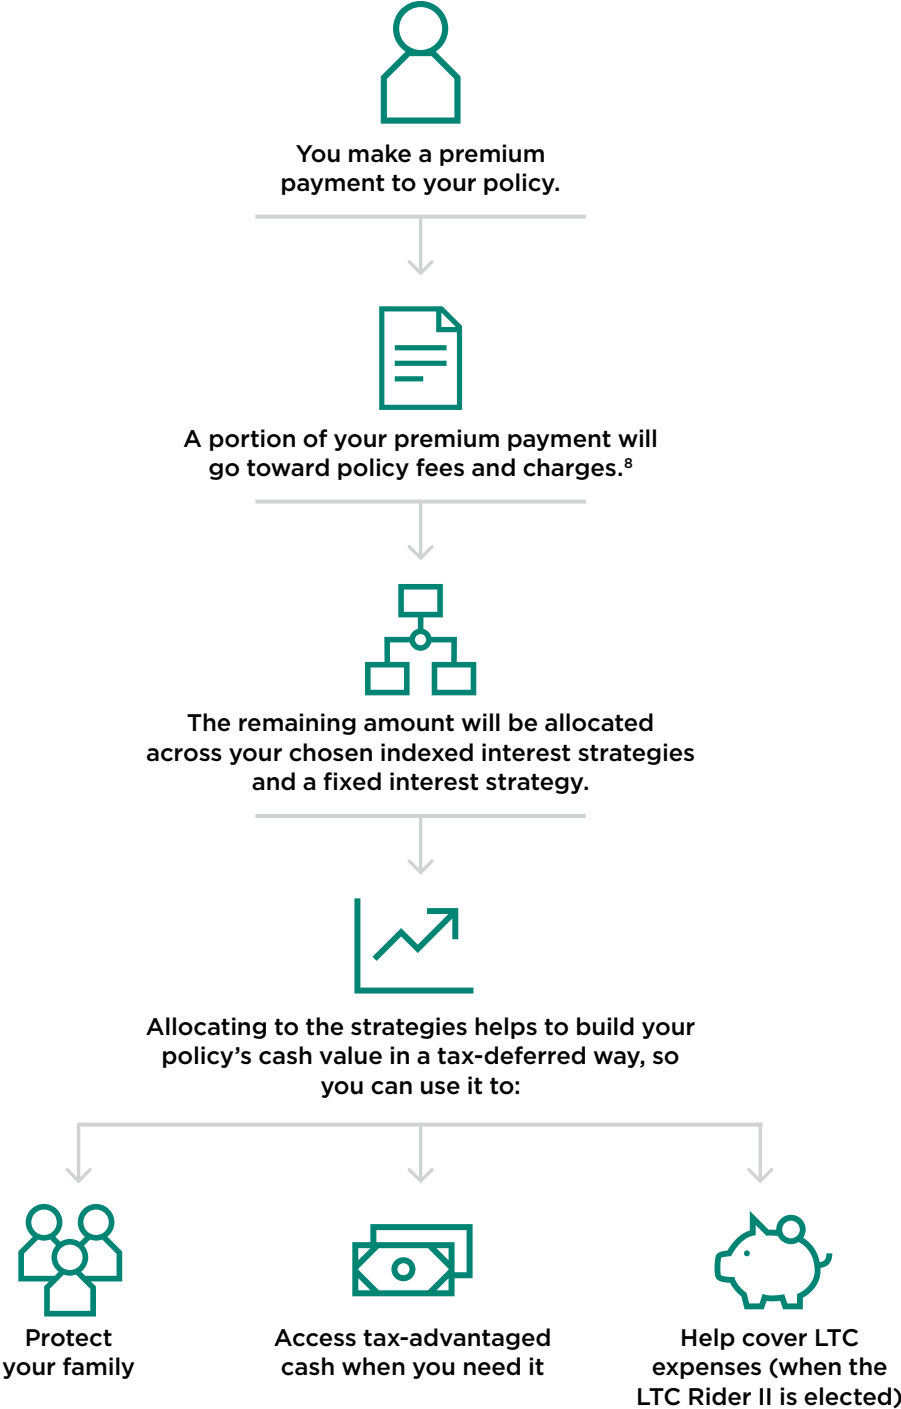 You make a premium
payment to your policy.
A portion of your premium payment will
go toward policy fees and charges.⁸
The remaining amount will be allocated
across your chosen indexed interest strategies
and a fixed interest strategy.
Allocating to the strategies helps to build your
policy’s cash value in a tax-deferred way, so
you can use it to:
Protect
your family
Access tax-advantaged
cash when you need it
Help cover LTC
expenses (when the
LTC Rider II is elected)